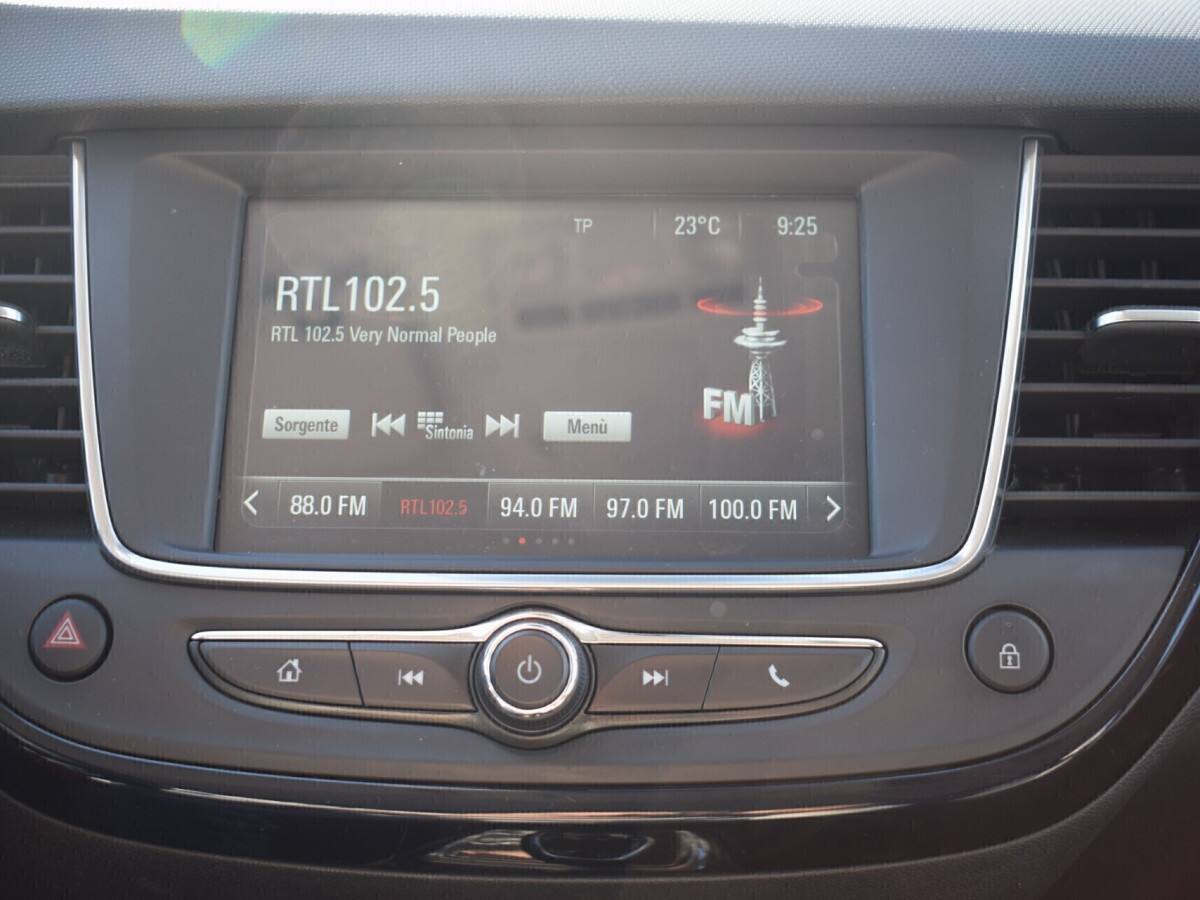 TP 23°C 9:25
RTL102.5
RTL 102.5 Very Normal People
FM
Sorgente Sintonia Menù
88.0 FM RTL102.5 94.0 FM 97.0 FM 100.0 FM